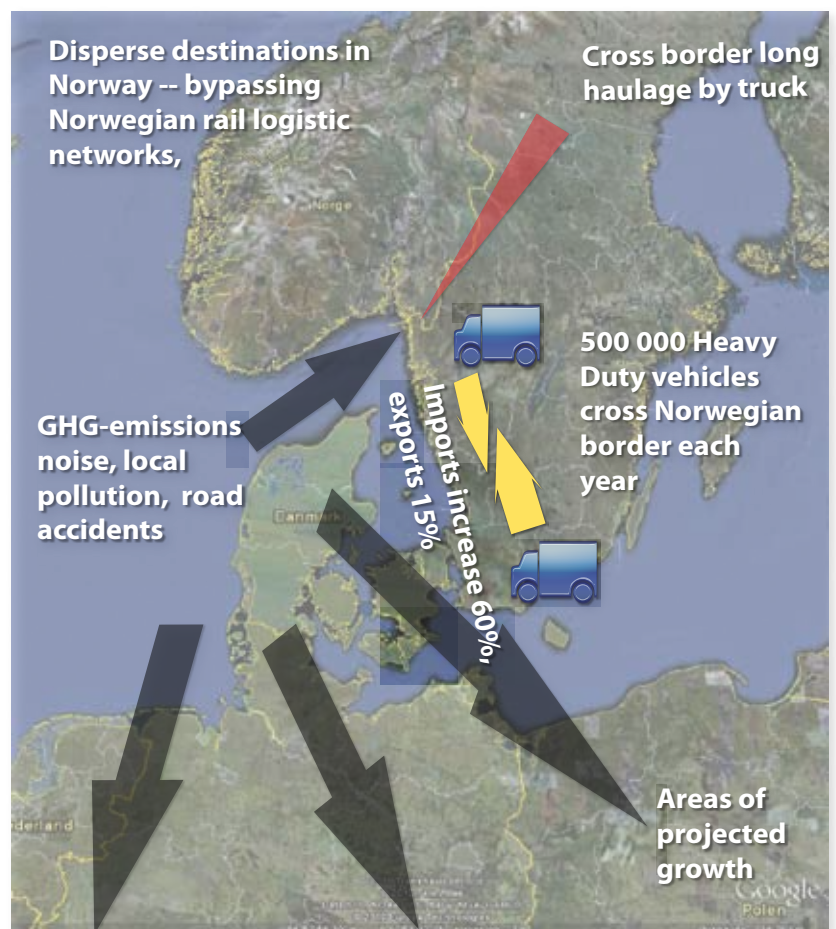 Disperse destinations in
Norway -- bypassing
Norwegian rail logistic
networks,
Cross border long
haulage by truck
Norge
500 000 Heavy
Duty vehicles
cross Norwegian
border each
year
Imports increase 60%,
exports 15%
GHG-emissions
noise, local
pollution, road
accidents
Danmark
Areas of
projected
growth
derland
Google
Polen